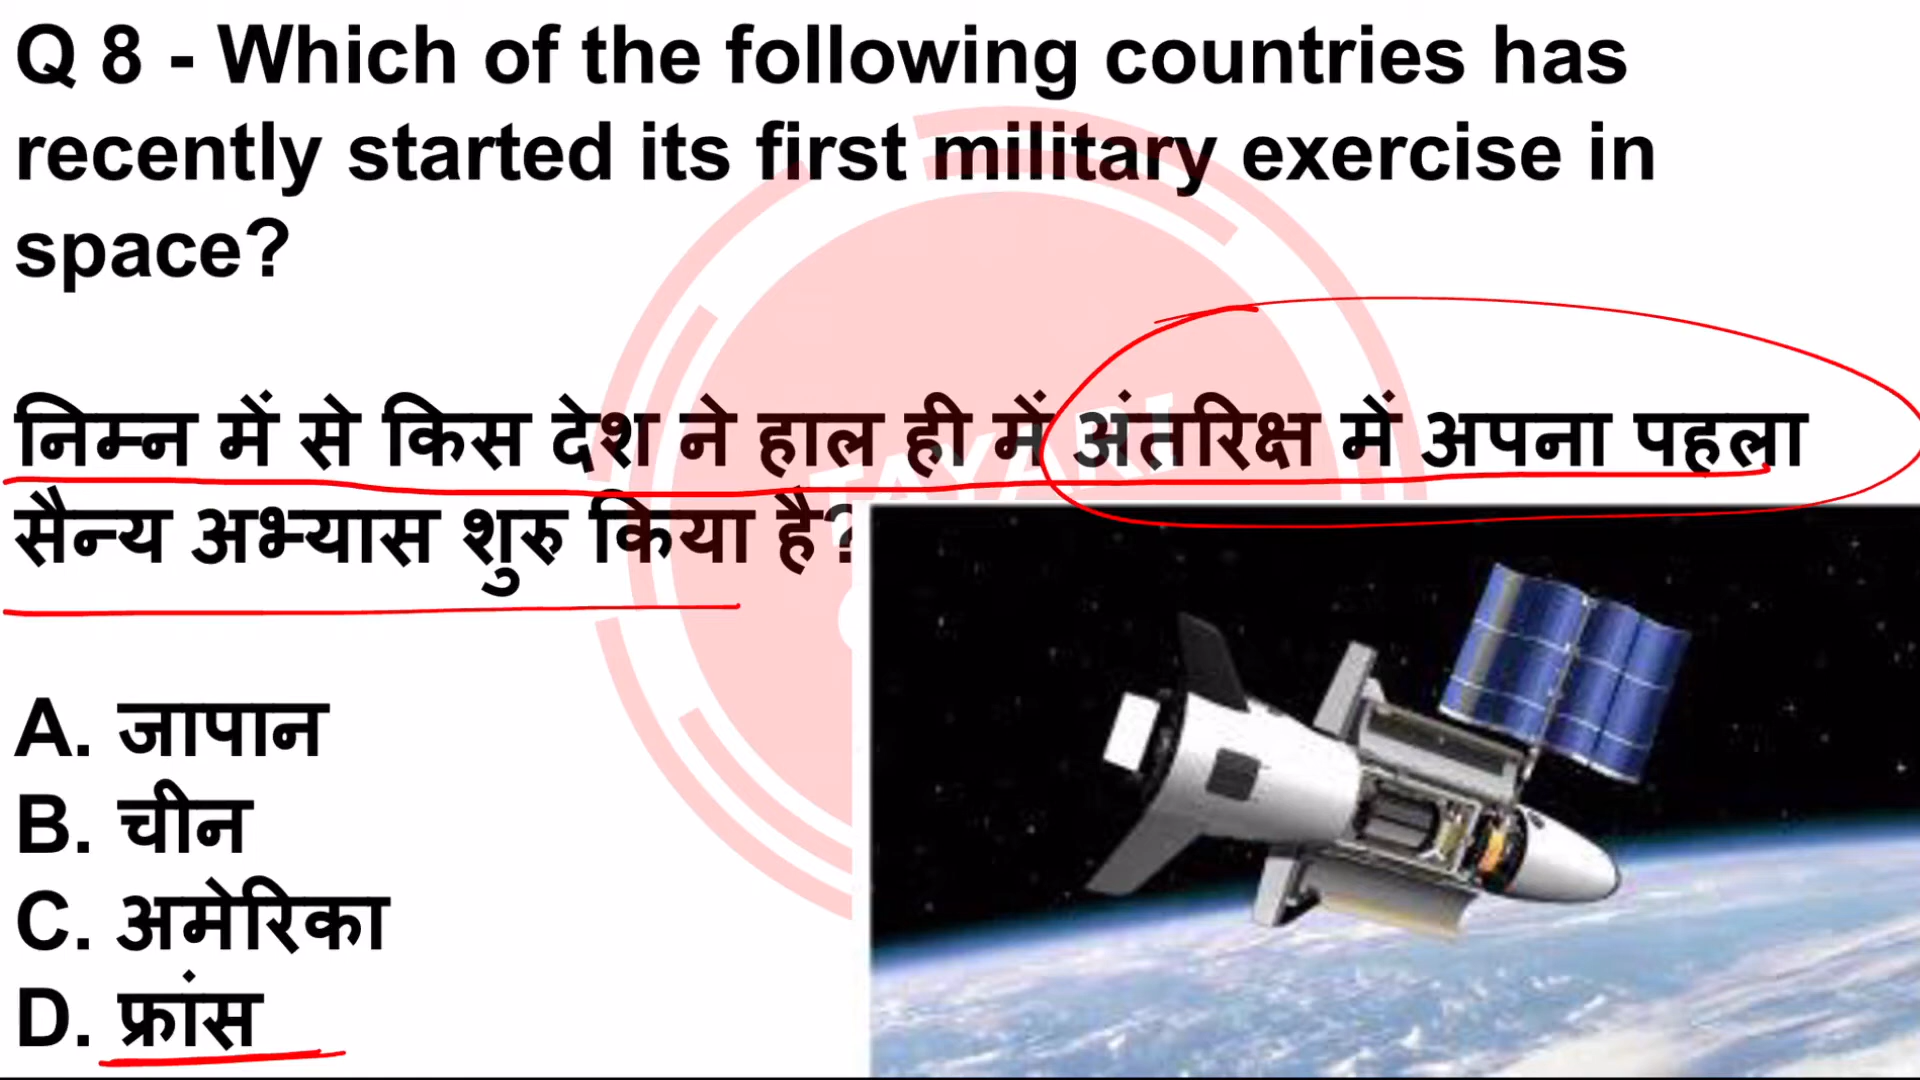 Q 8 - Which of the following countries has
recently started its first military exercise in
space?
निम्न में से किस देश ने हाल ही में अंतरिक्ष में अपना पहला
सैन्य अभ्यास शुरु किया है?
TAYARI
A. जापान
B. चीन
C. अमेरिका
D. फ्रांस